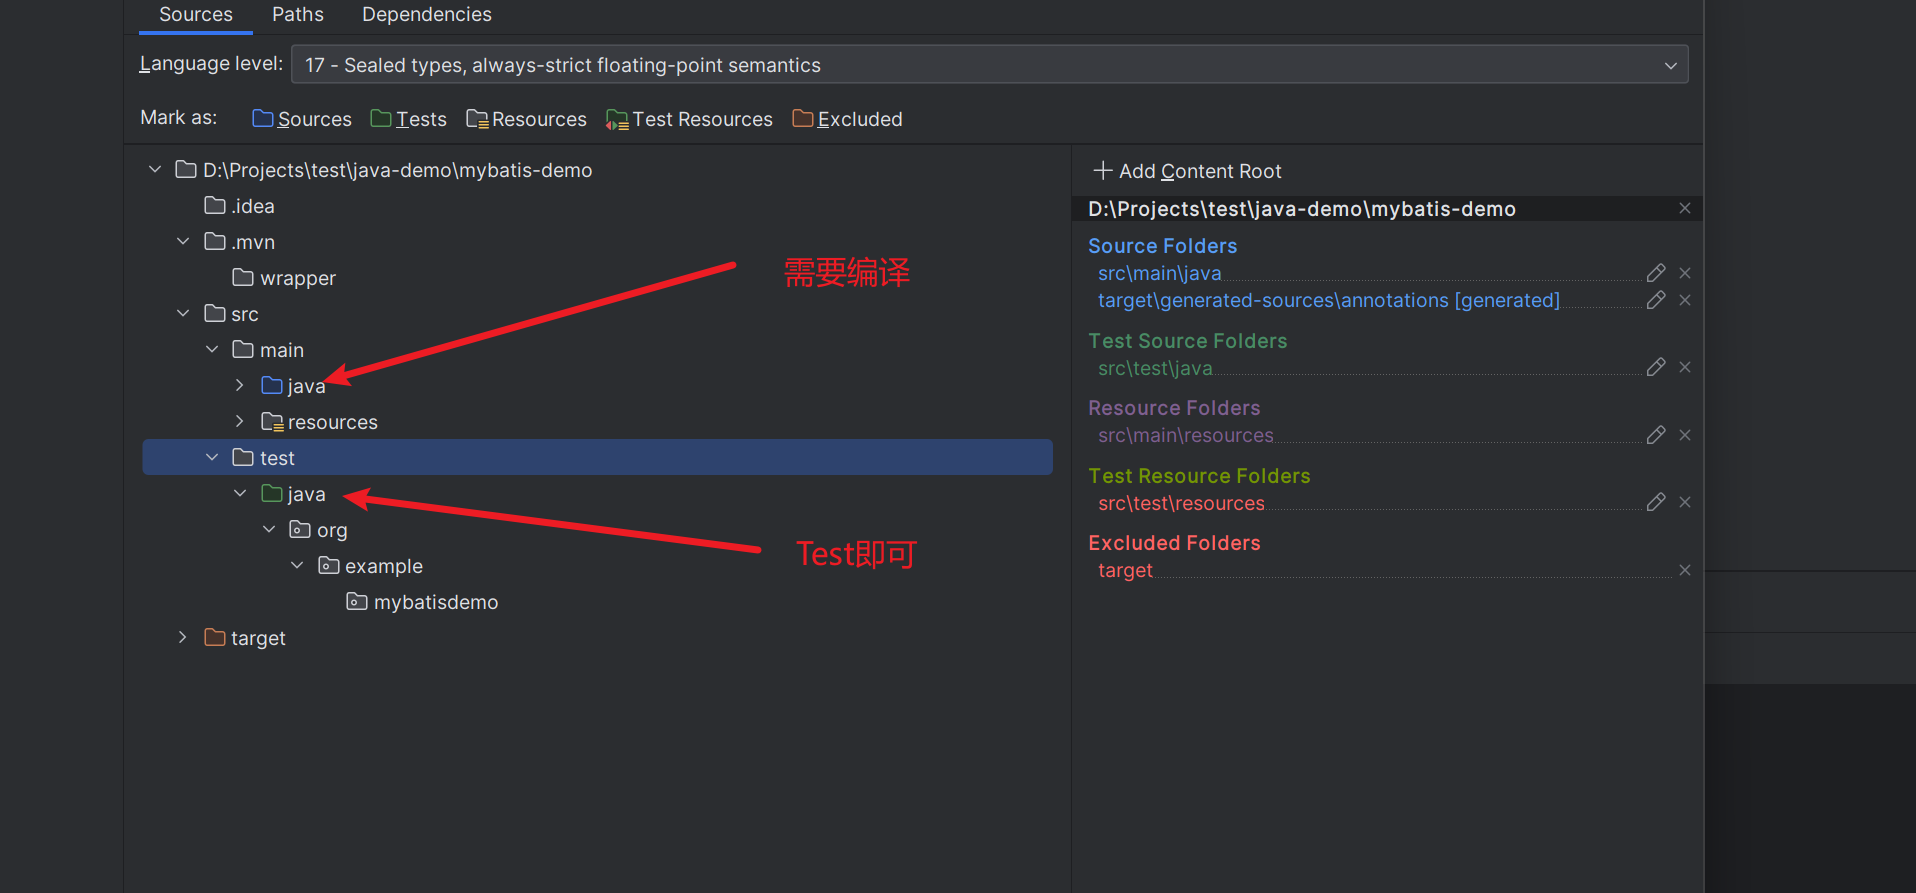 Sources Paths Dependencies
Language level: 17 - Sealed types, always-strict floating-point semantics
Mark as: Sources Tests Resources Test Resources Excluded
D:\Projects\test\java-demo\mybatis-demo
.idea
.mvn
wrapper
src
main
java
resources
test
java
org
example
mybatisdemo
target
需要编译
Test即可
Add Content Root
D:\Projects\test\java-demo\mybatis-demo
Source Folders
src\main\java
target\generated-sources\annotations [generated]
Test Source Folders
src\test\java
Resource Folders
src\main\resources
Test Resource Folders
src\test\resources
Excluded Folders
target